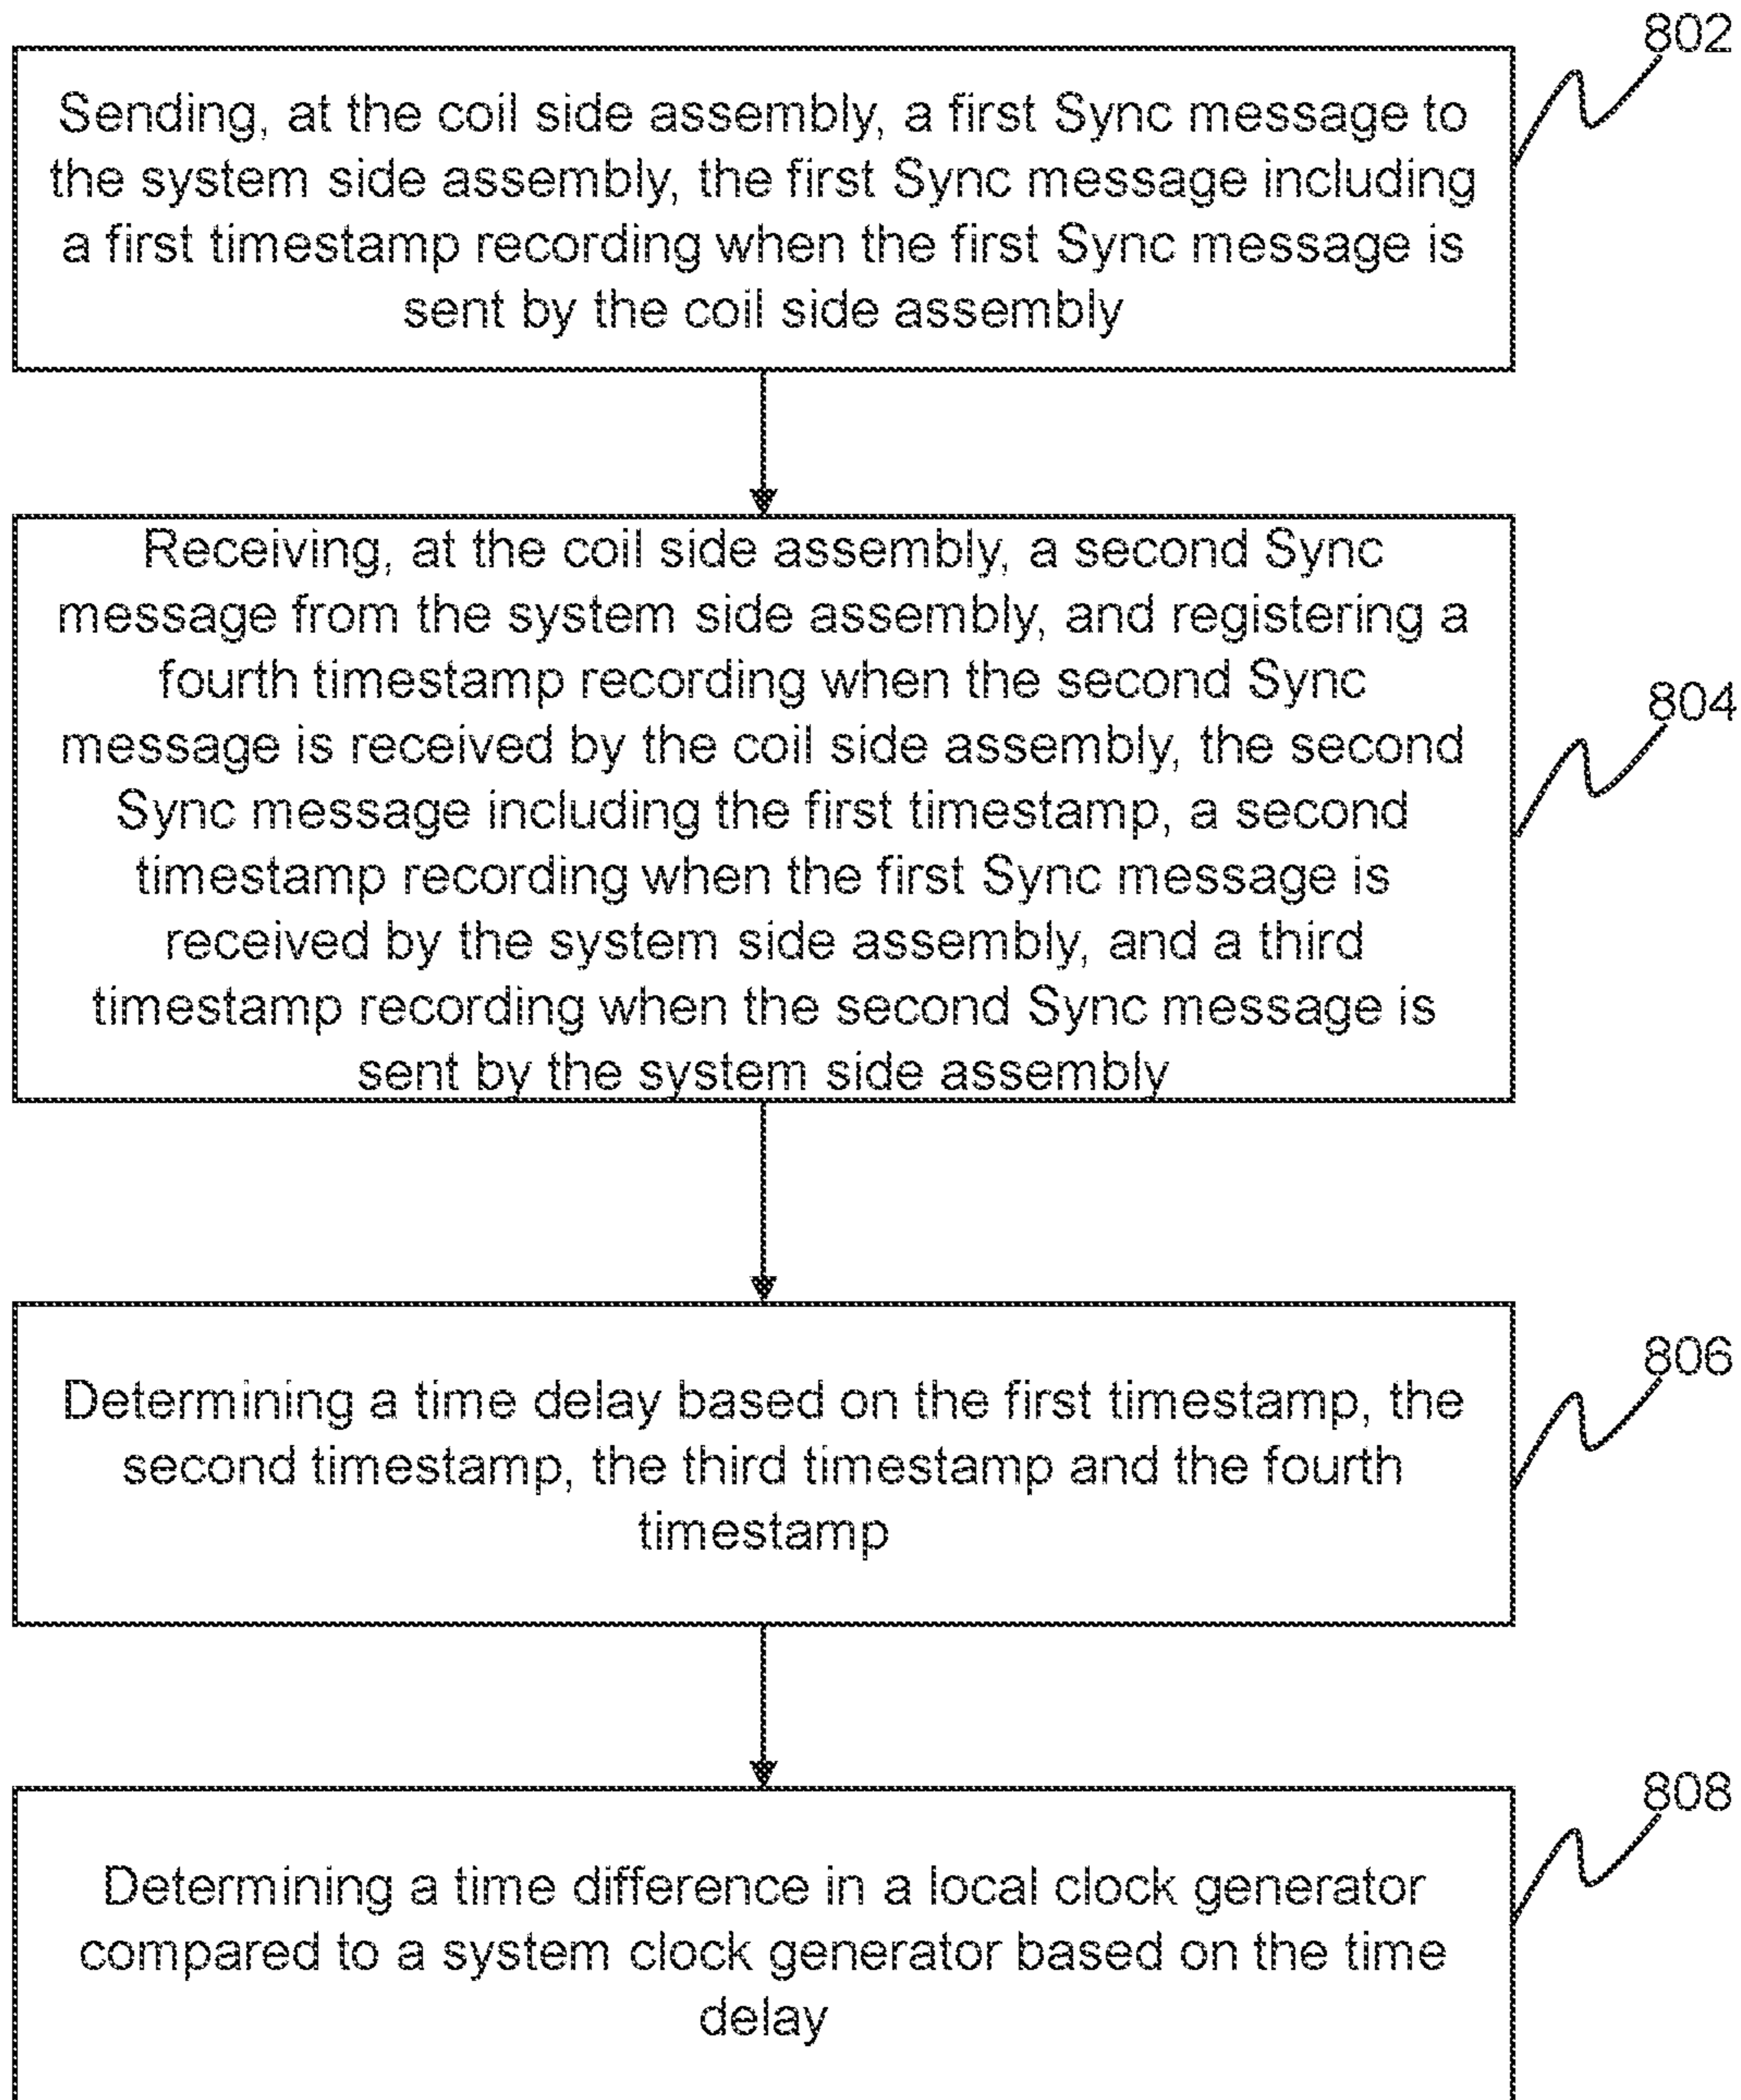 802
Sending, at the coil side assembly, a first Sync message to
the system side assembly, the first Sync message including
a first timestamp recording when the first Sync message is
sent by the coil side assembly
Receiving, at the coil side assembly, a second Sync
message from the system side assembly, and registering a
fourth timestamp recording when the second Sync
message is received by the coil side assembly, the second
Sync message including the first timestamp, a second
timestamp recording when the first Sync message is
received by the system side assembly, and a third
timestamp recording when the second Sync message is
sent by the system side assembly
804
Determining a time delay based on the first timestamp, the
second timestamp, the third timestamp and the fourth
timestamp
806
Determining a time difference in a local clock generator
compared to a system clock generator based on the time
delay
808